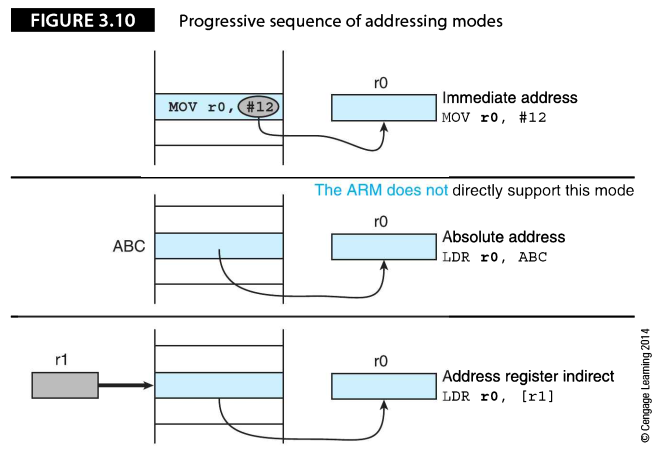 FIGURE 3.10 Progressive sequence of addressing modes
r0
MOV r0, #12
Immediate address
MOV r0, #12
The ARM does not directly support this mode
r0
ABC
Absolute address
LDR r0, ABC
r1
r0
Address register indirect
LDR r0, [r1]
© Cengage Learning 2014